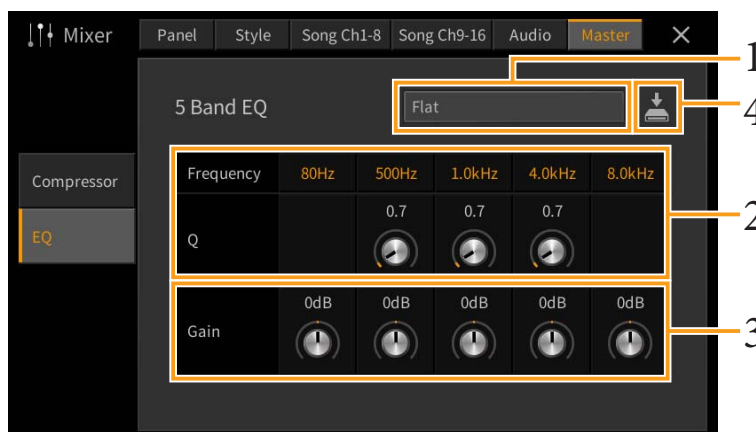 Mixer
Panel Style Song Ch1-8 Song Ch9-16 Audio Master
1
5 Band EQ Flat
4
Compressor
EQ
Frequency 80Hz 500Hz 1.0kHz 4.0kHz 8.0kHz
2
0.7 0.7 0.7
Q
0dB 0dB 0dB 0dB 0dB
Gain
3